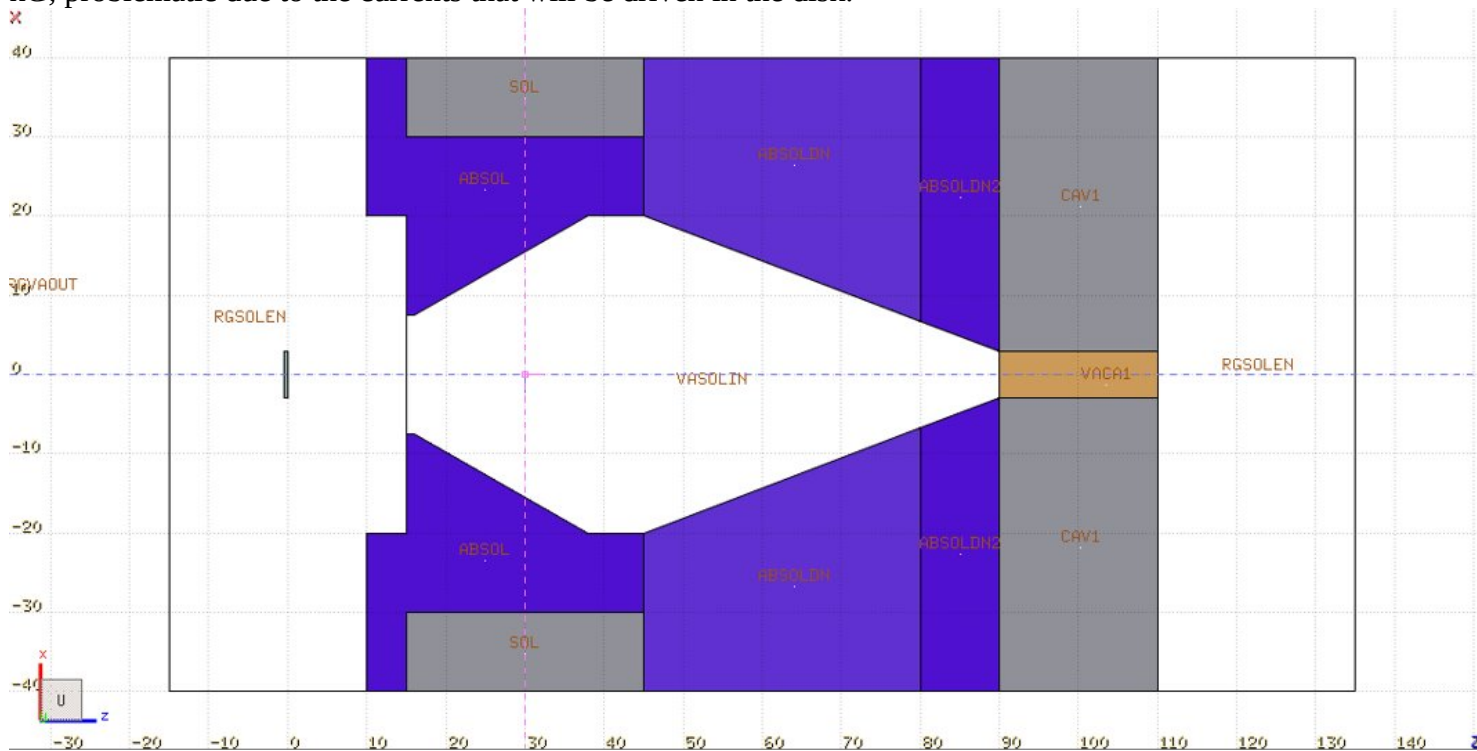 problematic due to the currents that will be driven in the disk.
X
40
SOL
30
ABSOLDN
ABSOL
ABSOLDN2
CAV1
20
VAOUT
10
RGSOLEN
0
VASOLIN
VACA1
RGSOLEN
-10
-20
ABSOL
ABSOLDN2
CAV1
ABSOLDN
-30
SOL
x
-40
U
z
-30 -20 -10 0 10 20 30 40 50 60 70 80 90 100 110 120 130 140